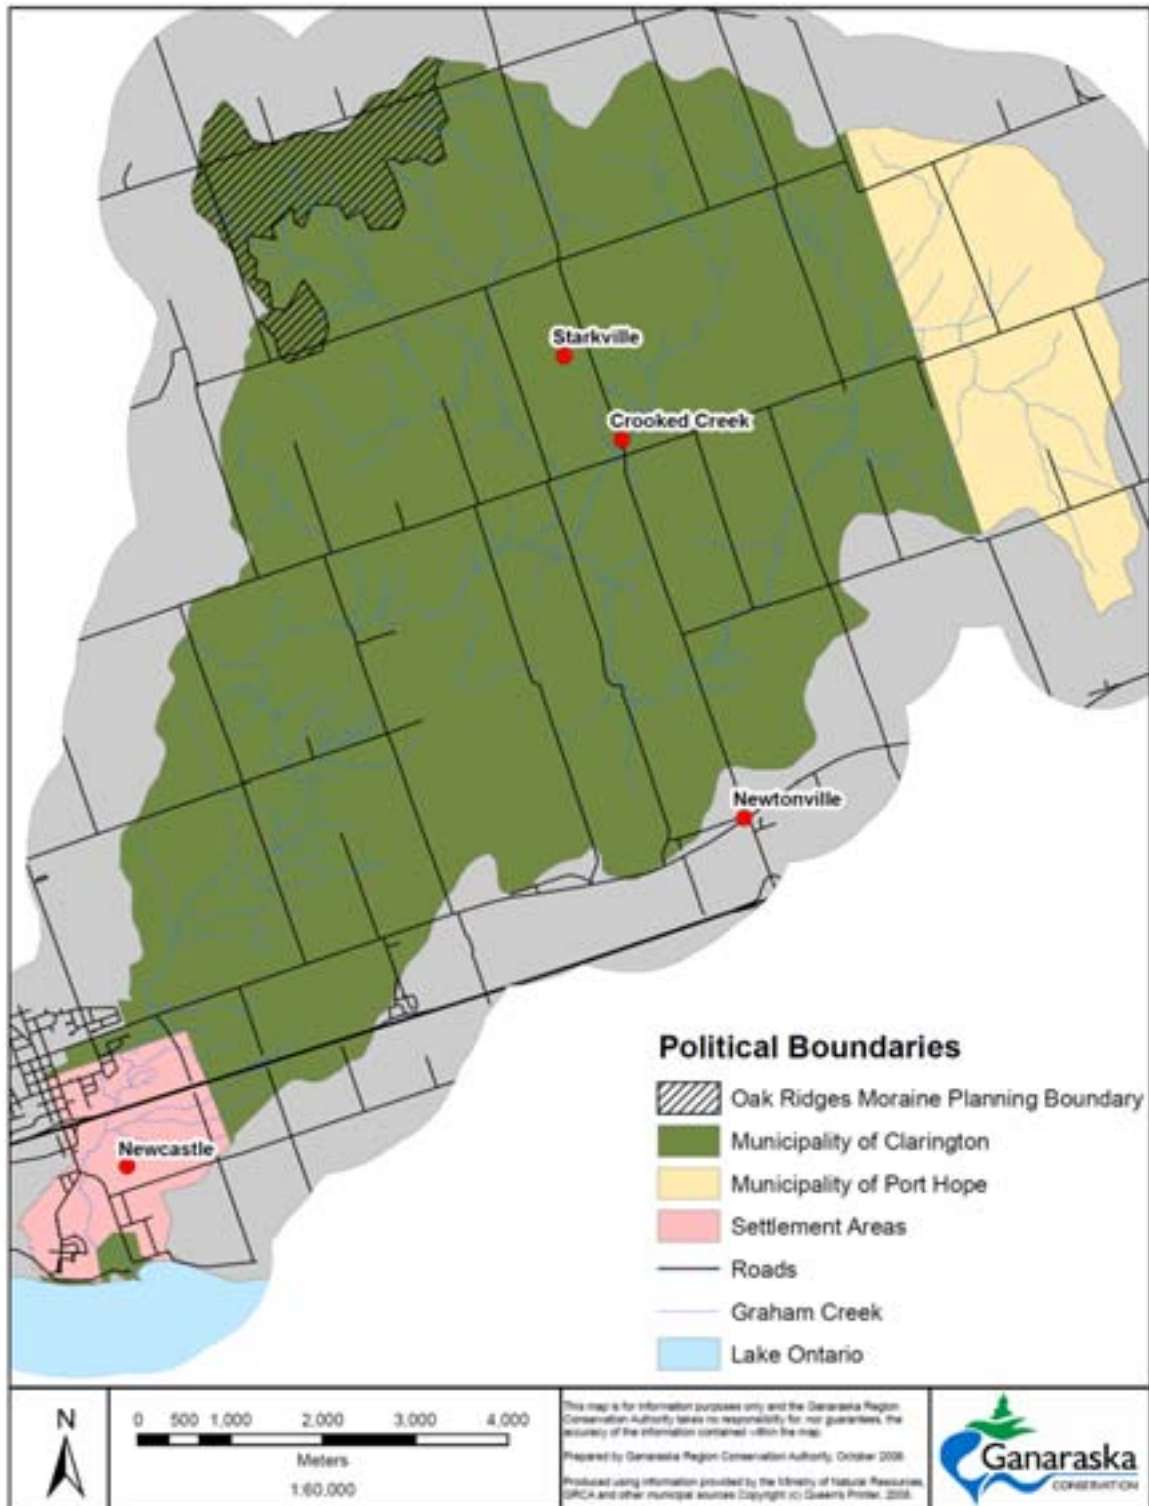 Starkville
Crooked Creek
Newtonville
Newcastle
Political Boundaries
Oak Ridges Moraine Planning Boundary
Municipality of Clarington
Municipality of Port Hope
Settlement Areas
Roads
Graham Creek
Lake Ontario
N
0 500 1,000 2,000 3,000 4,000
Meters
1:60,000
This map is for information purposes only and the Ganaraska Region
Conservation Authority takes no responsibility for, nor guarantees, the
accuracy of the information contained within the map.
Prepared by Ganaraska Region Conservation Authority, October 2008.
Produced using information provided by the Ministry of Natural Resources,
GRCA and other municipal sources Copyright (c) Queen's Printer, 2008.
Ganaraska
CONSERVATION